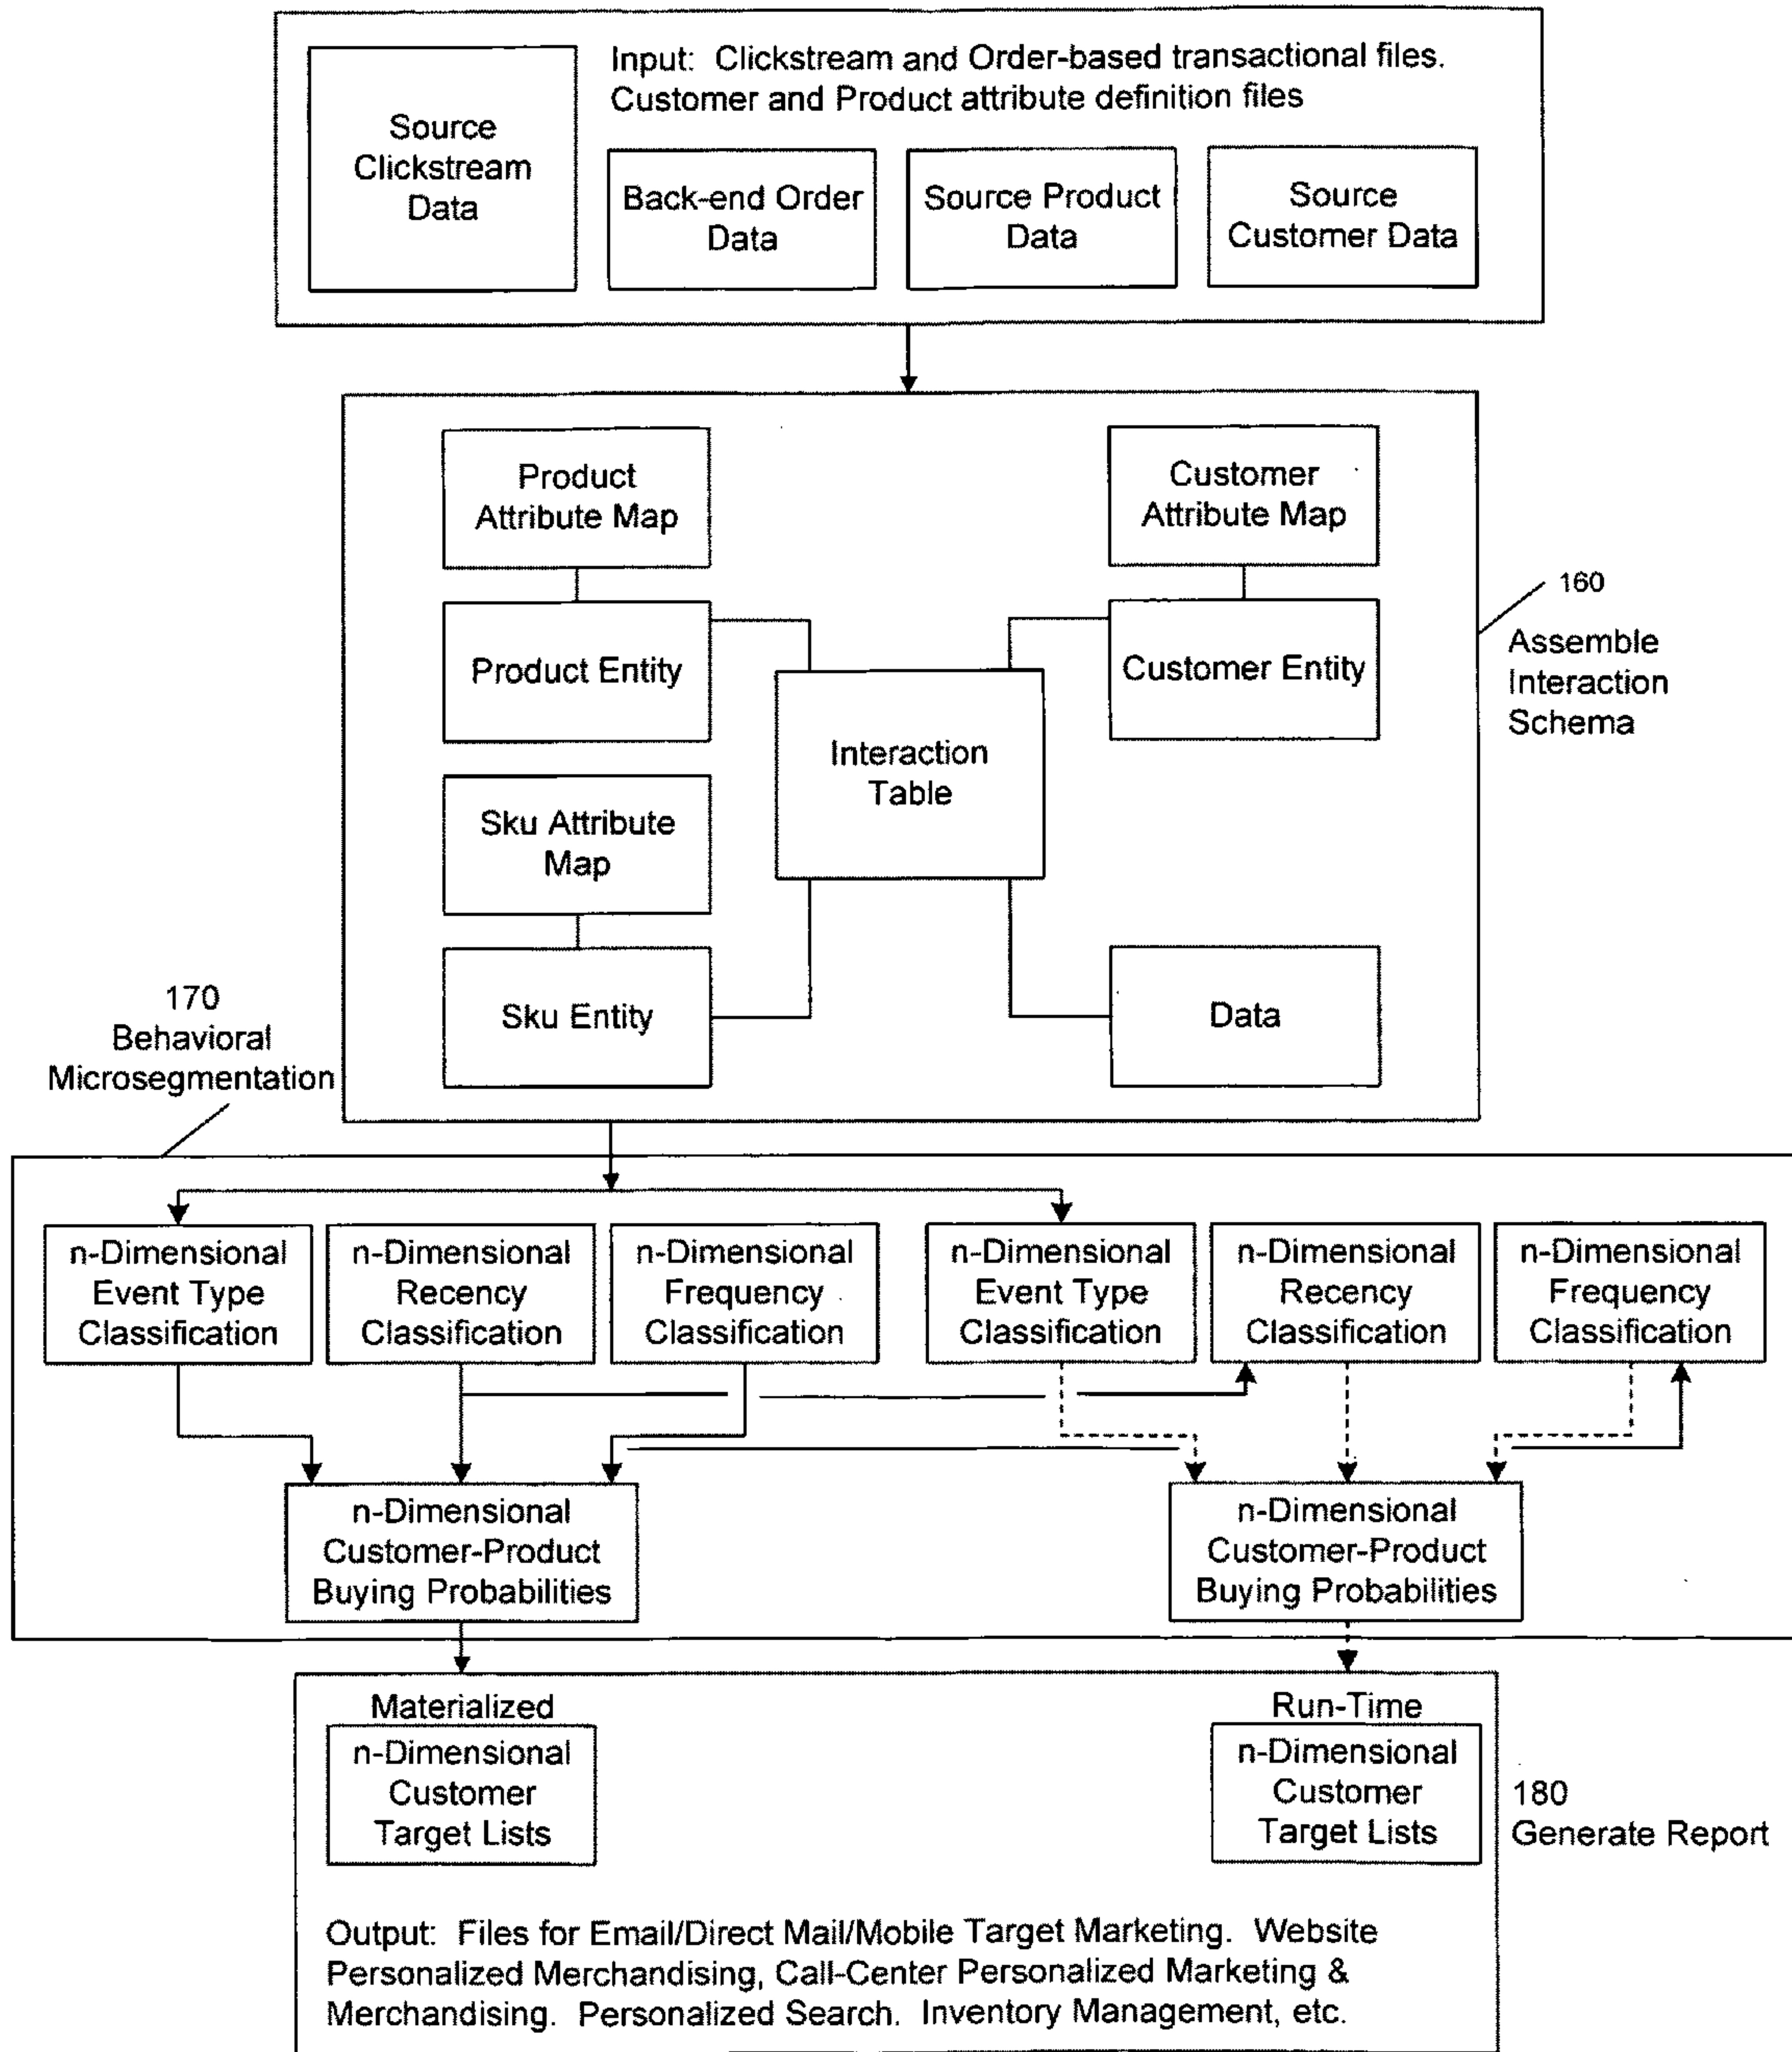 Input: Clickstream and Order-based transactional files.
Customer and Product attribute definition files
Source
Clickstream
Data
Back-end Order
Data
Source Product
Data
Source
Customer Data
Product
Attribute Map
Customer
Attribute Map
160
Assemble
Interaction
Schema
Product Entity
Customer Entity
Interaction
Table
Sku Attribute
Map
Sku Entity
Data
170
Behavioral
Microsegmentation
n-Dimensional
Event Type
Classification
n-Dimensional
Recency
Classification
n-Dimensional
Frequency
Classification
n-Dimensional
Event Type
Classification
n-Dimensional
Recency
Classification
n-Dimensional
Frequency
Classification
n-Dimensional
Customer-Product
Buying Probabilities
n-Dimensional
Customer-Product
Buying Probabilities
Materialized
n-Dimensional
Customer
Target Lists
Run-Time
n-Dimensional
Customer
Target Lists
180
Generate Report
Output: Files for Email/Direct Mail/Mobile Target Marketing. Website
Personalized Merchandising, Call-Center Personalized Marketing &
Merchandising. Personalized Search. Inventory Management, etc.